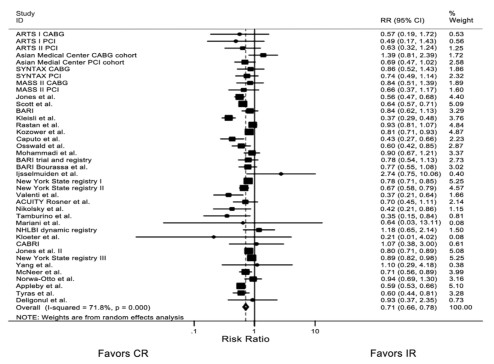 Study
ID RR (95% CI) % Weight
ARTS I CABG 0.57 (0.19, 1.72) 0.53
ARTS I PCI 0.49 (0.17, 1.43) 0.56
ARTS II PCI 0.63 (0.32, 1.24) 1.25
Asian Medical Center CABG cohort 1.39 (0.81, 2.39) 1.72
Asian Medial Center PCI cohort 0.69 (0.47, 1.02) 2.58
SYNTAX CABG 0.86 (0.52, 1.43) 1.86
SYNTAX PCI 0.74 (0.49, 1.14) 2.32
MASS II CABG 0.84 (0.51, 1.39) 1.89
MASS II PCI 0.66 (0.37, 1.17) 1.60
Jones et al. 0.56 (0.47, 0.68) 4.40
Scott et al. 0.64 (0.57, 0.71) 5.09
BARI 0.84 (0.62, 1.13) 3.29
Kleisli et al. 0.37 (0.29, 0.48) 3.76
Rastan et al. 0.93 (0.81, 1.07) 4.84
Kozower et al. 0.81 (0.71, 0.93) 4.87
Caputo et al. 0.43 (0.27, 0.66) 2.23
Osswald et al. 0.60 (0.42, 0.85) 2.87
Mohammadi et al. 0.90 (0.67, 1.21) 3.37
BARI trial and registry 0.78 (0.54, 1.13) 2.73
BARI Bourassa et al. 0.77 (0.55, 1.08) 3.02
Ijsselmuiden et al. 2.74 (0.75, 10.06) 0.40
New York State registry I 0.78 (0.71, 0.85) 5.25
New York State registry II 0.67 (0.58, 0.79) 4.57
Valenti et al. 0.37 (0.21, 0.64) 1.66
ACUITY Rosner et al. 0.70 (0.45, 1.11) 2.14
Nikolsky et al. 0.42 (0.21, 0.86) 1.16
Tamburino et al. 0.35 (0.15, 0.84) 0.81
Mariani et al. 0.64 (0.03, 13.11) 0.08
NHLBI dynamic registry 1.18 (0.65, 2.14) 1.50
Kloeter et al. 0.21 (0.01, 4.02) 0.08
CABRI 1.07 (0.38, 3.00) 0.61
Jones et al. II 0.80 (0.71, 0.89) 5.08
New York State registry III 0.89 (0.82, 0.98) 5.25
Yang et al. 1.10 (0.29, 4.18) 0.38
McNeer et al. 0.71 (0.56, 0.89) 3.99
Norwa-Otto et al. 0.94 (0.69, 1.30) 3.16
Appleby et al. 0.59 (0.53, 0.66) 5.10
Tyras et al. 0.60 (0.44, 0.81) 3.28
Deligonul et al. 0.93 (0.37, 2.35) 0.73
Overall (I-squared = 71.8%, p = 0.000) 0.71 (0.66, 0.78) 100.00
NOTE: Weights are from random effects analysis
.1 1 10
Risk Ratio
Favors CR Favors IR